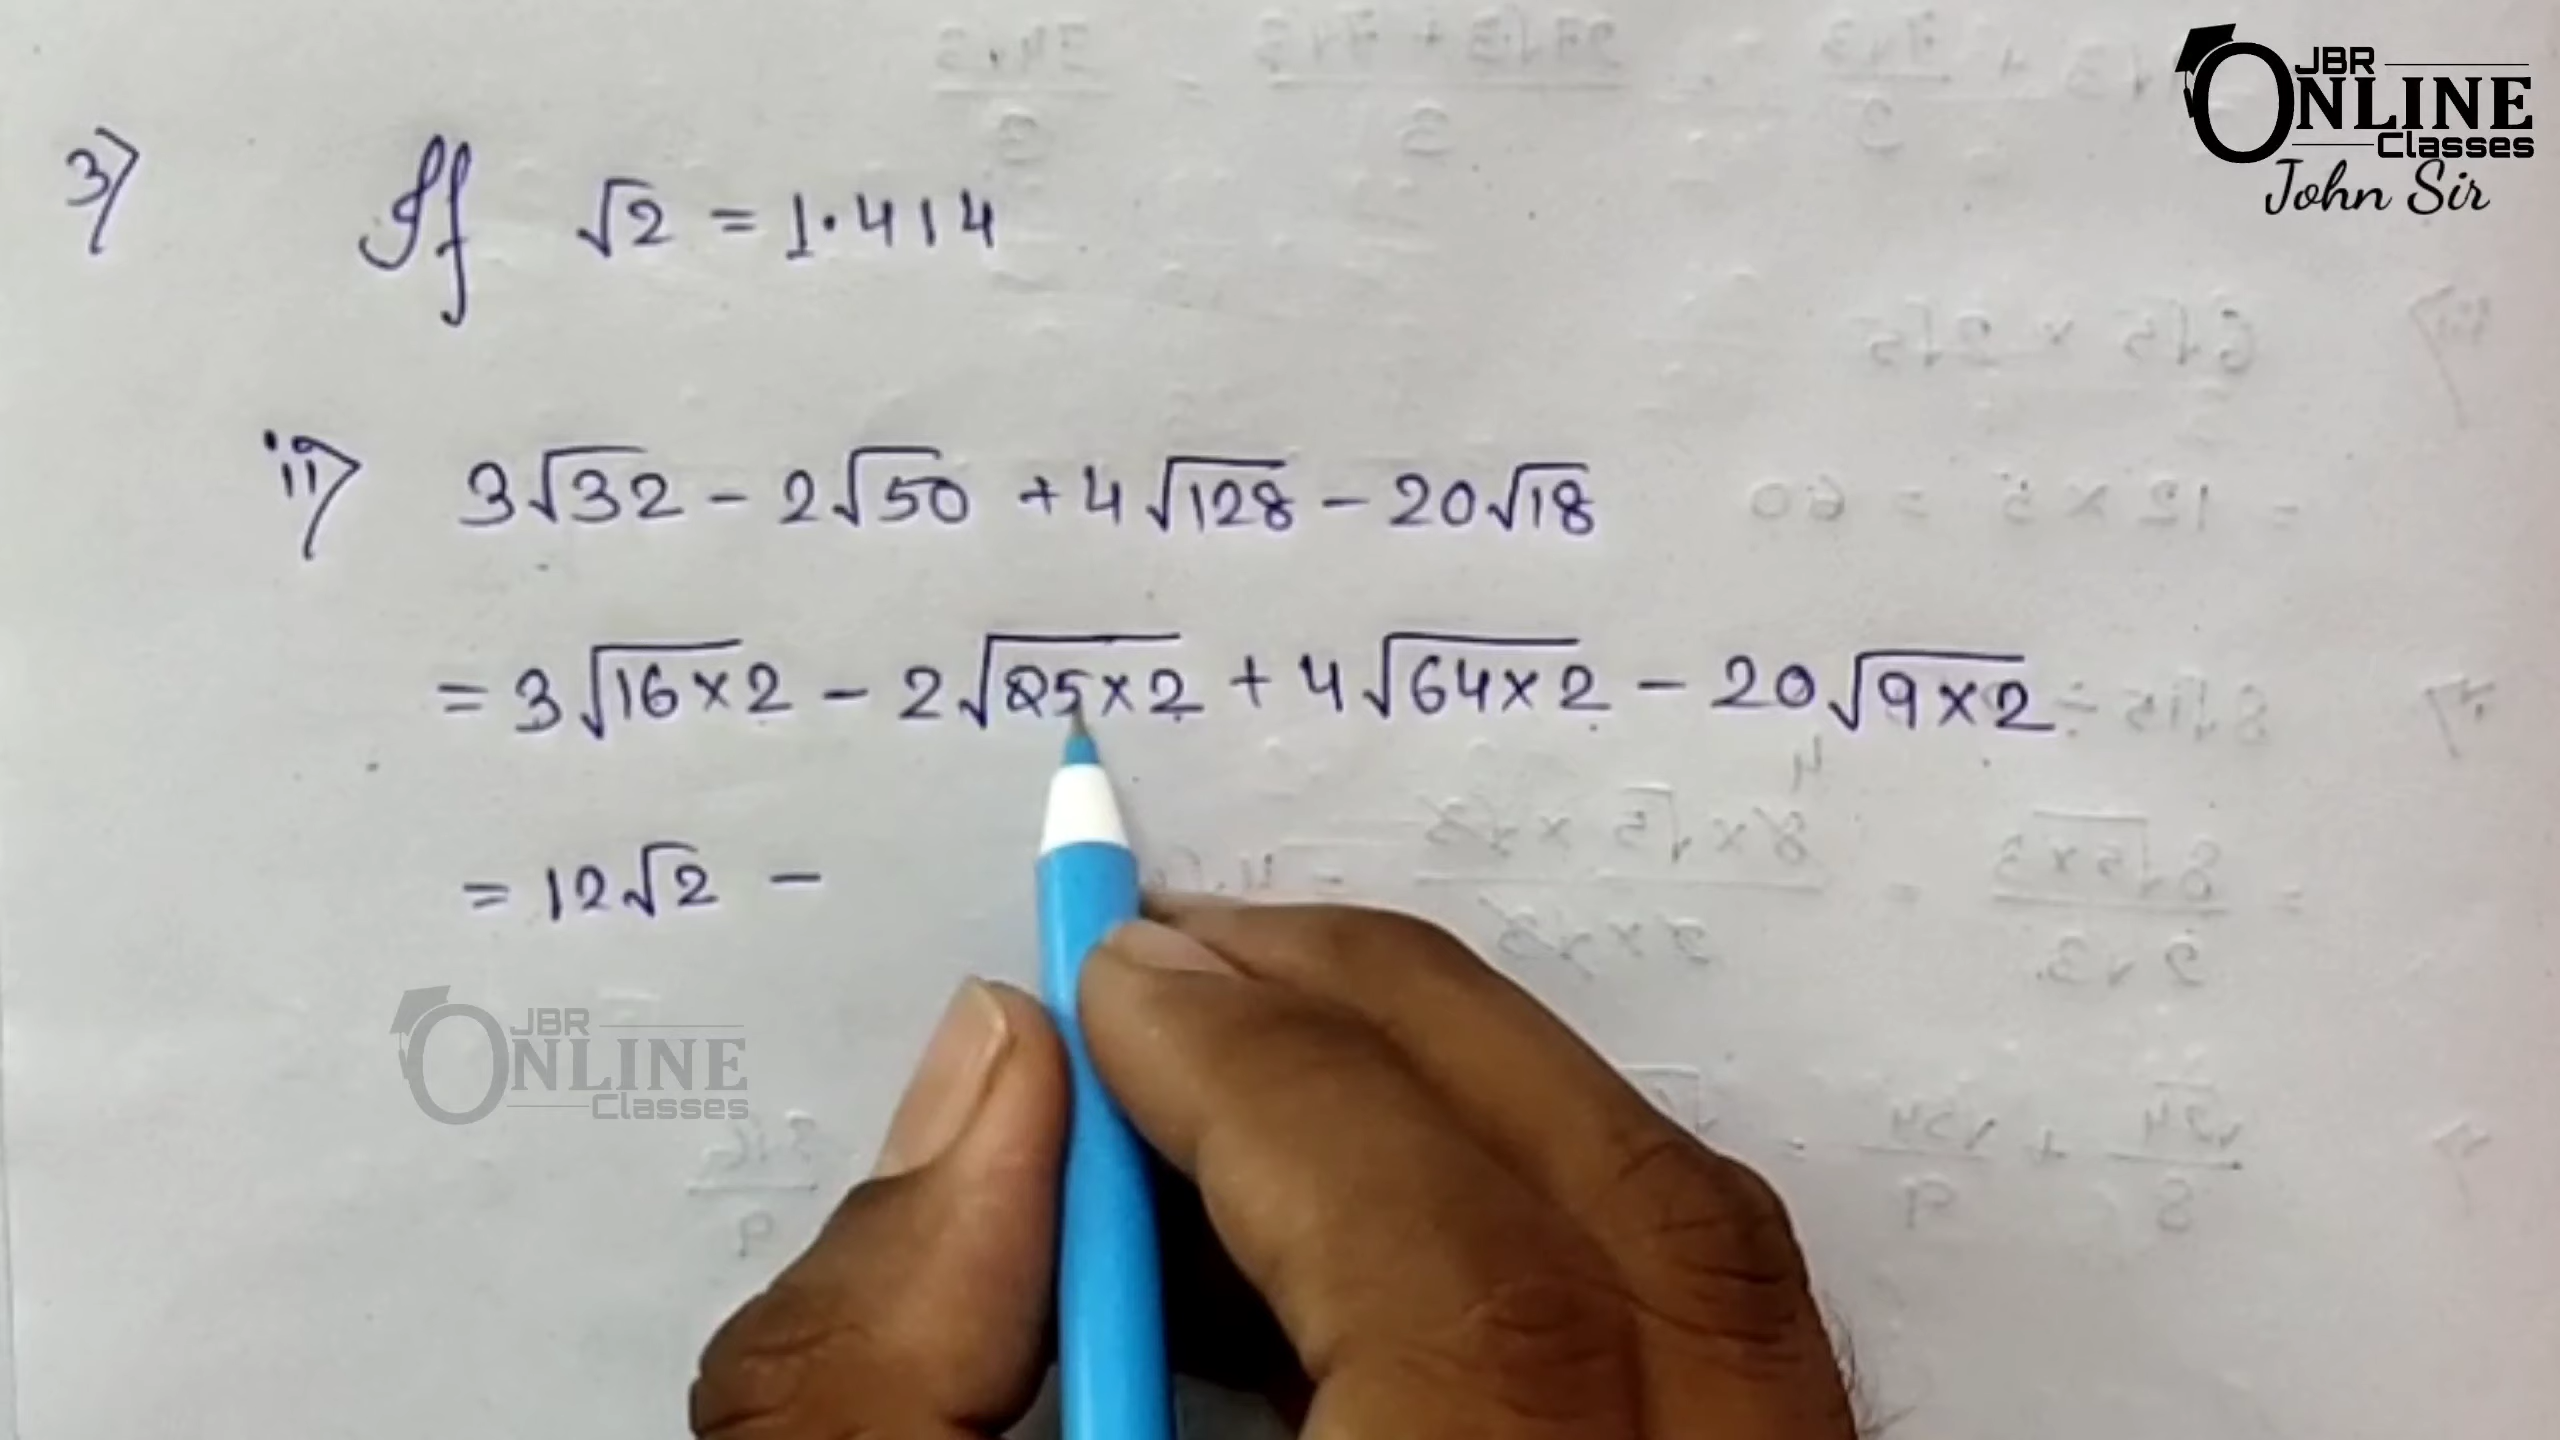 JBR
ONLINE
Classes
John Sir
3) If √2 = 1.414
ii) 3√32 - 2√50 + 4√128 - 20√18
= 3√16×2 - 2√25×2 + 4√64×2 - 20√9×2
= 12√2 -
JBR
ONLINE
Classes